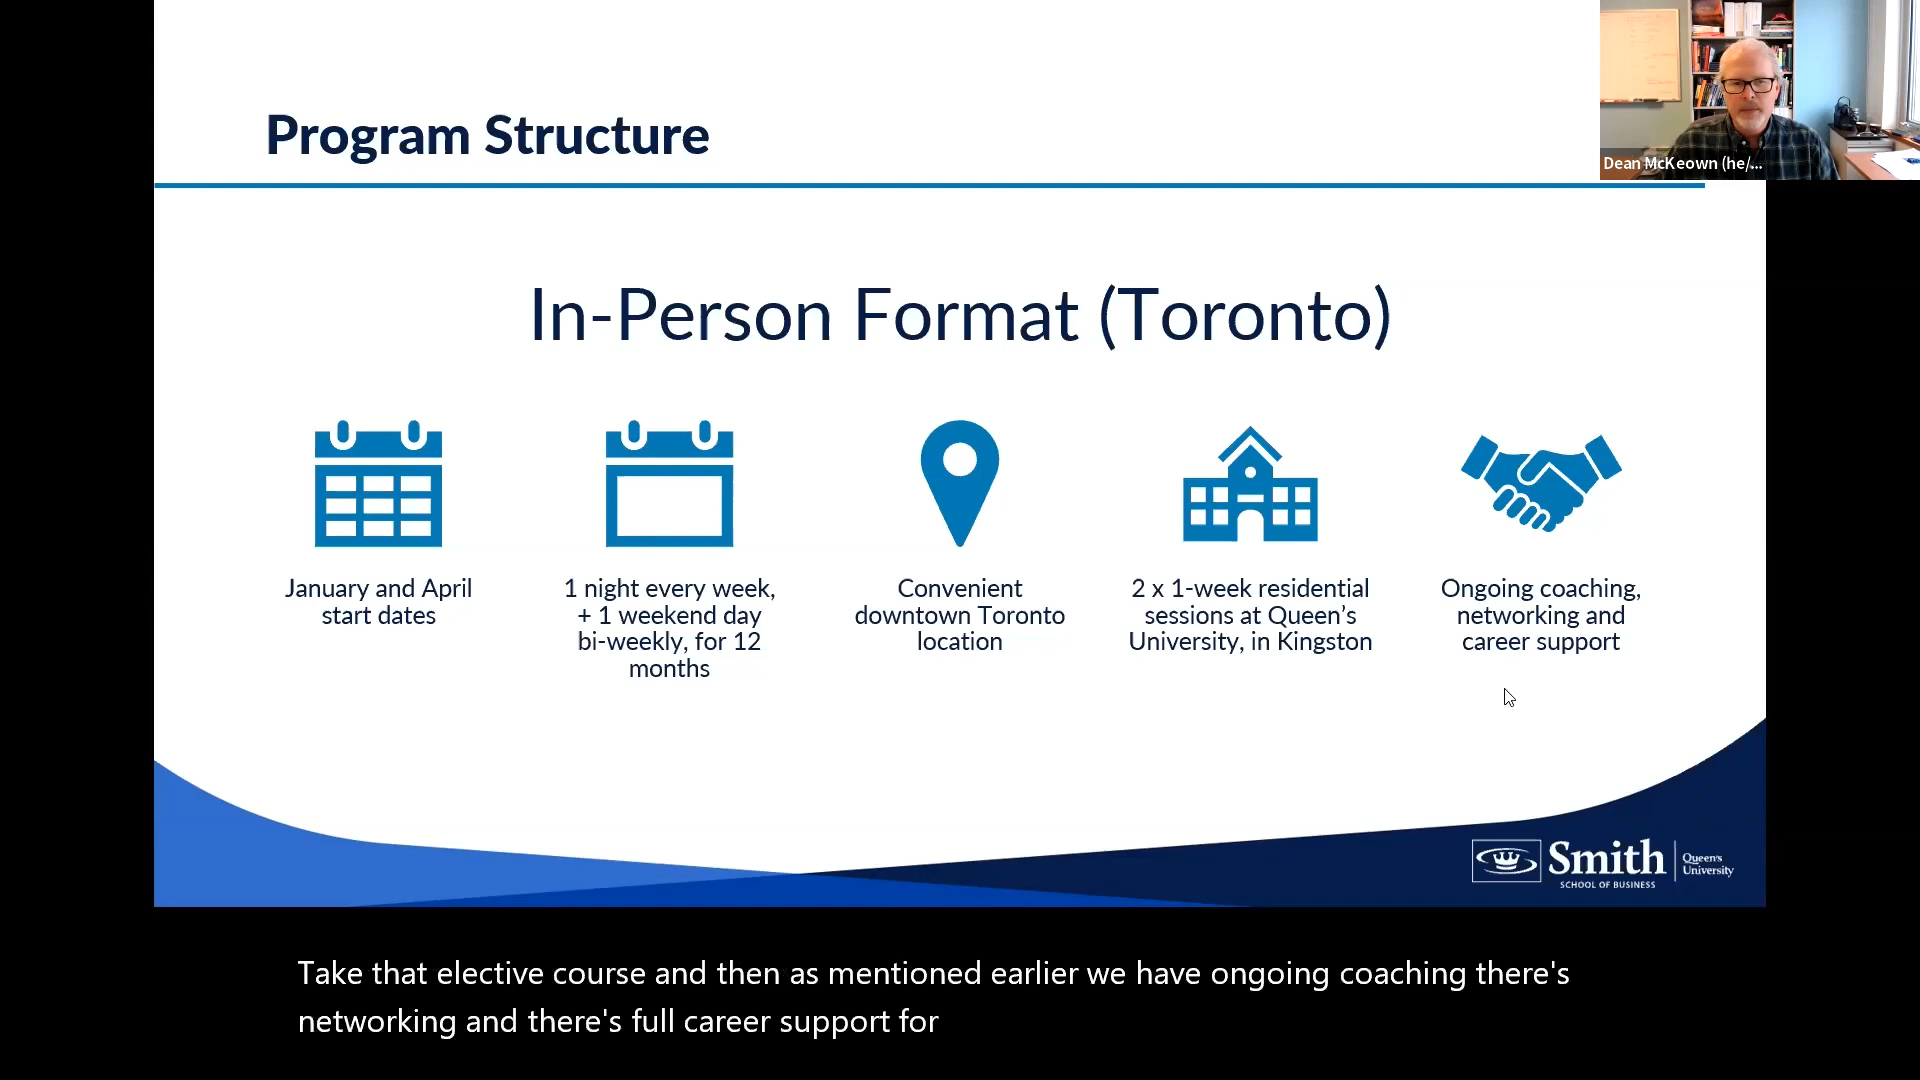 Program Structure
Dean McKeown (he/...
In-Person Format (Toronto)
January and April
start dates
1 night every week,
+ 1 weekend day
bi-weekly, for 12
months
Convenient
downtown Toronto
location
2 x 1-week residential
sessions at Queen’s
University, in Kingston
Ongoing coaching,
networking and
career support
Smith
SCHOOL OF BUSINESS
Queen's
University
Take that elective course and then as mentioned earlier we have ongoing coaching there's
networking and there's full career support for